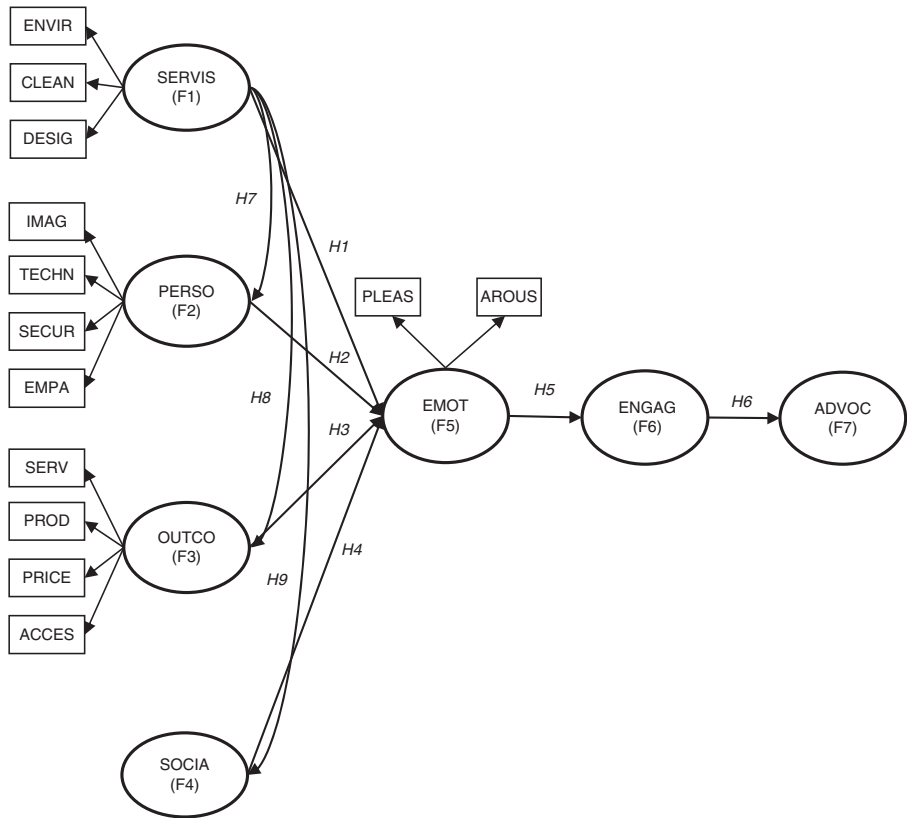 ENVIR
CLEAN
DESIG
SERVIS
(F1)
H7
H1
IMAG
TECHN
SECUR
EMPA
PERSO
(F2)
H2
PLEAS
AROUS
H8
H3
EMOT
(F5)
H5
ENGAG
(F6)
H6
ADVOC
(F7)
SERV
PROD
PRICE
ACCES
OUTCO
(F3)
H9
H4
SOCIA
(F4)